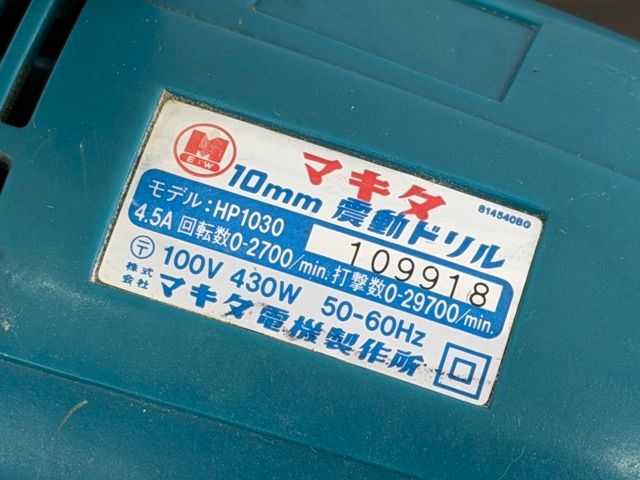 M
E:W
マキタ
814540B0
10mm 震動ドリル
モデル:HP1030
109918
4.5A 回転数0-2700/min. 打撃数0-29700/min.
〒 100V 430W 50-60Hz
株式会社 マキタ電機製作所